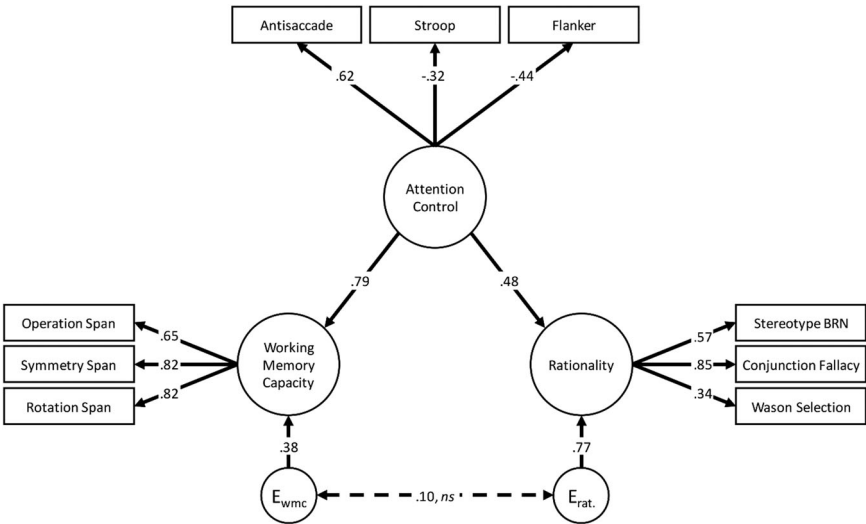 Antisaccade
Stroop
Flanker
.62
-.32
-.44
Attention
Control
.79
.48
Operation Span
Symmetry Span
Rotation Span
.65
.82
.82
Working
Memory
Capacity
Rationality
.57
.85
.34
Stereotype BRN
Conjunction Fallacy
Wason Selection
.38
.77
Ewmc
.10, ns
Erat.